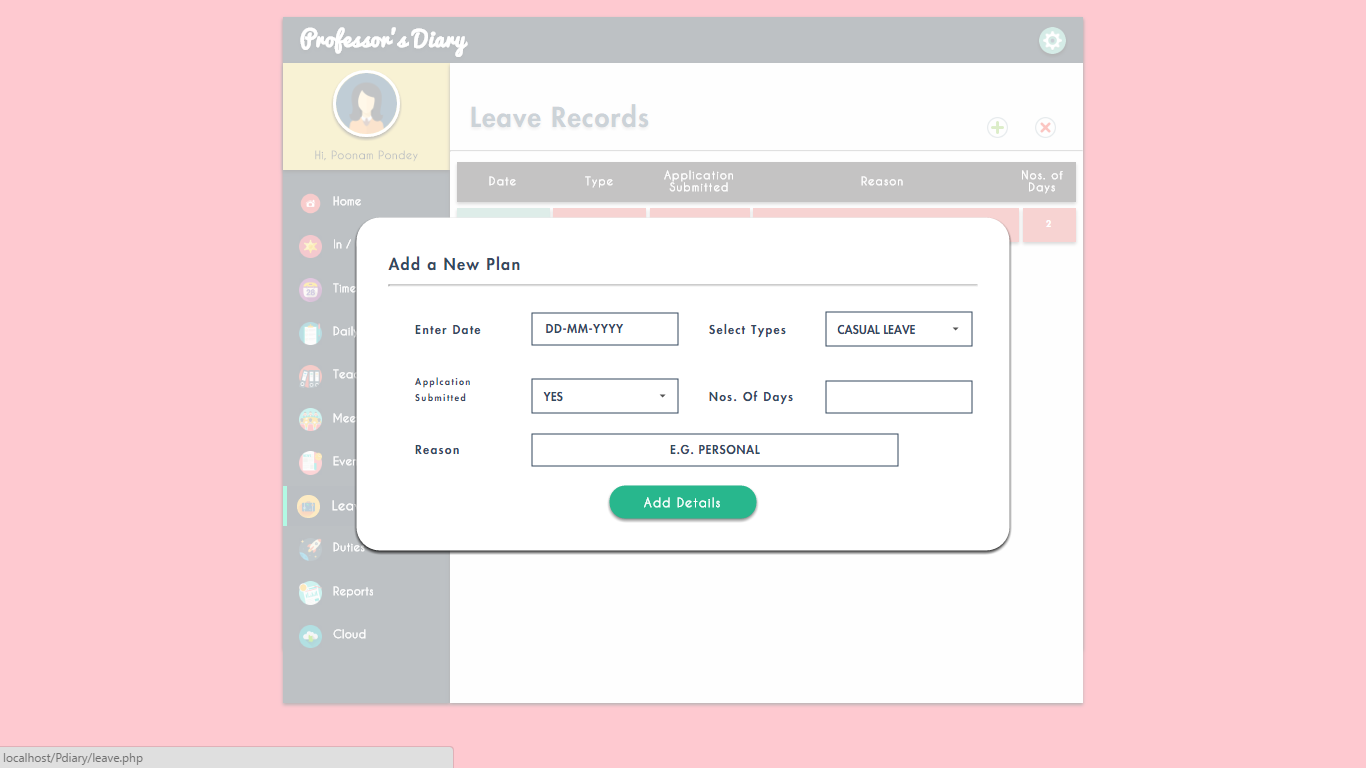 Professor's Diary
Hi, Poonam Pondey
Leave Records
Date
Type
Application
Submitted
Reason
Nos. of
Days
2
Home
In /
Time
Daily
Teac
Mee
Even
Leav
Duties
Reports
Cloud
Add a New Plan
Enter Date
DD-MM-YYYY
Select Types
CASUAL LEAVE
Applcation
Submitted
YES
Nos. Of Days
Reason
E.G. PERSONAL
Add Details
localhost/Pdiary/leave.php